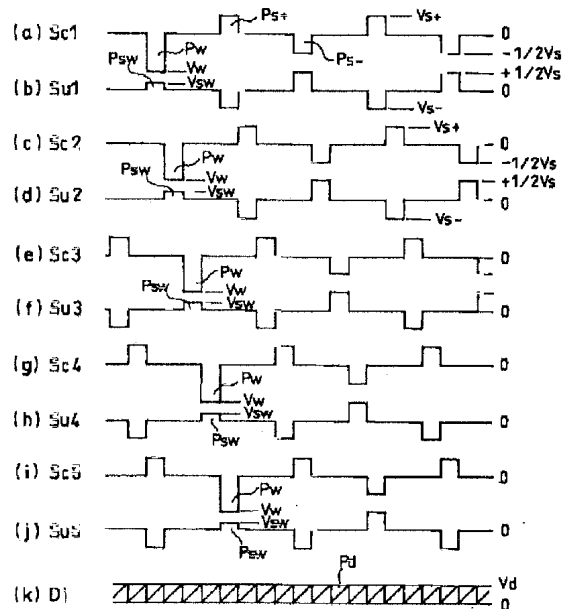 (a) Sc1 Pw Ps+ Ps- Vs+ 0
-1/2Vs
Psw Vw +1/2Vs
(b) Su1 Vsw Vs- 0
(c) Sc2 Pw Vs+ 0
-1/2Vs
Psw Vw +1/2Vs
(d) Su2 Vsw Vs- 0
(e) Sc3 Pw 0
Psw Vw
(f) Su3 Vsw 0
(g) Sc4 Pw 0
Vw
(h) Su4 Vsw 0
Psw
(i) Sc5 Pw 0
Vw
(j) Su5 Vsw 0
Psw
Pd
(k) Di Vd
0